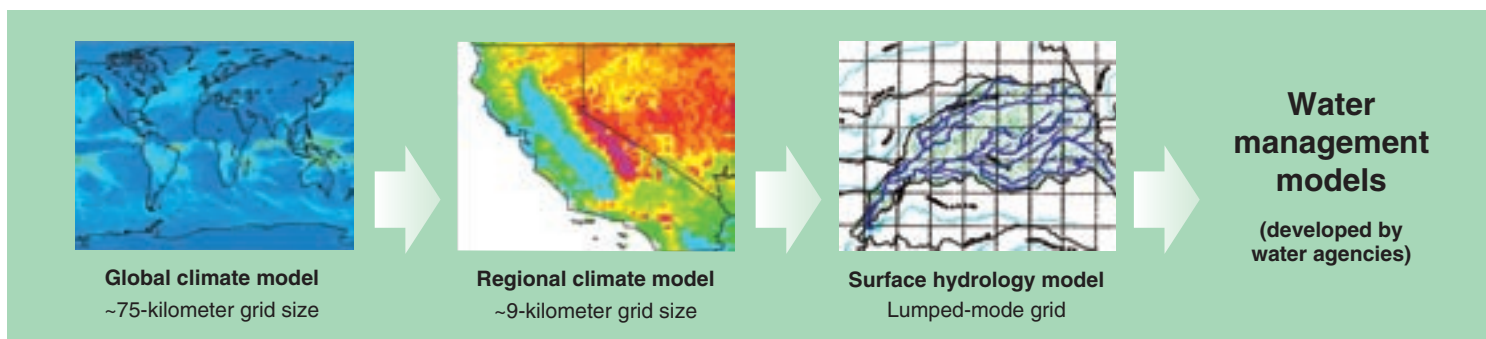 Global climate model
~75-kilometer grid size
Regional climate model
~9-kilometer grid size
Surface hydrology model
Lumped-mode grid
Water
management
models
(developed by
water agencies)